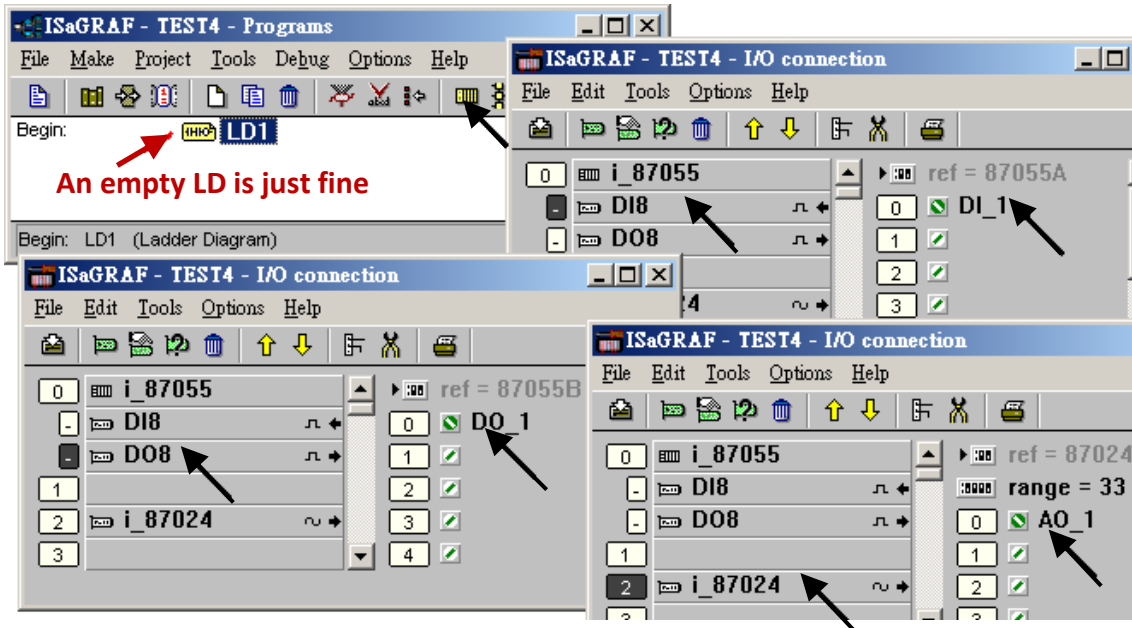 ISaGRAF - TEST4 - Programs
File Make Project Tools Debug Options Help
Begin: LD1
An empty LD is just fine
Begin: LD1 (Ladder Diagram)
ISaGRAF - TEST4 - I/O connection
File Edit Tools Options Help
0 i_87055
- DI8
- DO8
ref = 87055A
0 DI_1
1
2
3
ISaGRAF - TEST4 - I/O connection
File Edit Tools Options Help
0 i_87055
- DI8
- DO8
1
2 i_87024
3
ref = 87055B
0 DO_1
1
2
3
4
ISaGRAF - TEST4 - I/O connection
File Edit Tools Options Help
0 i_87055
- DI8
- DO8
1
2 i_87024
3
ref = 87024
range = 33
0 AO_1
1
2
3